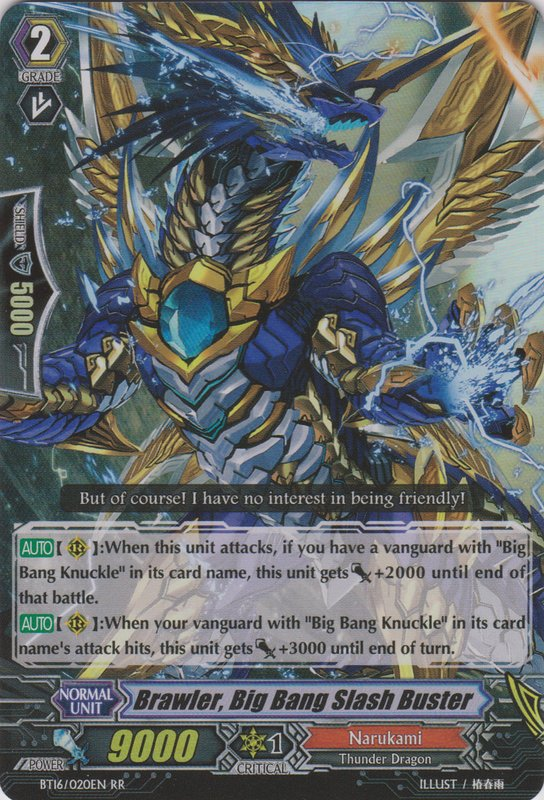 2
GRADE
SHIELD
5000
But of course! I have no interest in being friendly!
AUTO【 R 】:When this unit attacks, if you have a vanguard with "Big
Bang Knuckle" in its card name, this unit gets +2000 until end of
that battle.
AUTO【 R 】:When your vanguard with "Big Bang Knuckle" in its card
name's attack hits, this unit gets +3000 until end of turn.
NORMAL
UNIT
Brawler, Big Bang Slash Buster
POWER
9000
1
CRITICAL
Narukami
Thunder Dragon
BT16/020EN RR
ILLUST / 椿春雨